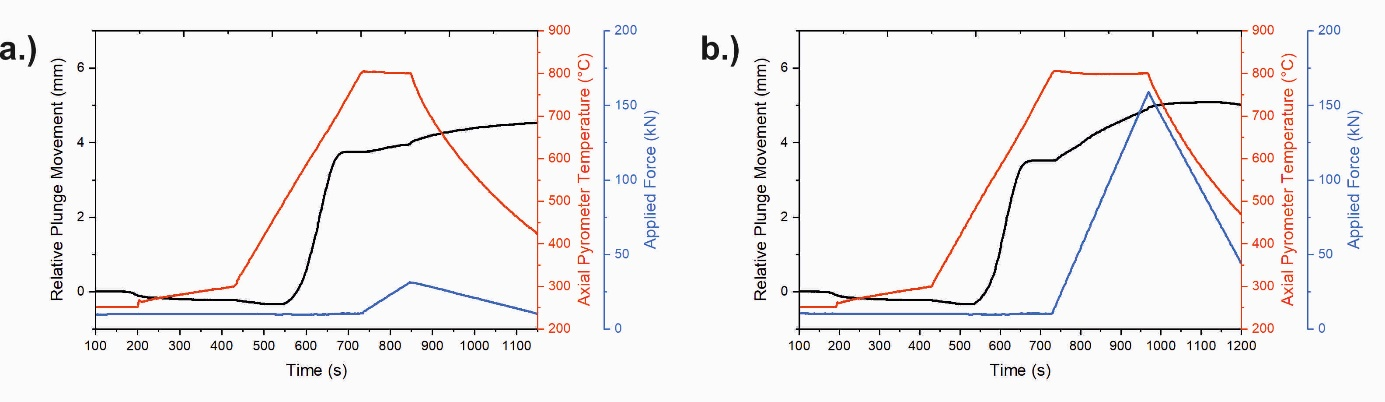 a.)
Relative Plunge Movement (mm)
6
4
2
0
100 200 300 400 500 600 700 800 900 1000 1100
Time (s)
900
800
700
600
500
400
300
200
Axial Pyrometer Temperature (°C)
200
150
100
50
0
Applied Force (kN)
b.)
Relative Plunge Movement (mm)
6
4
2
0
100 200 300 400 500 600 700 800 900 1000 1100 1200
Time (s)
900
800
700
600
500
400
300
200
Axial Pyrometer Temperature (°C)
200
150
100
50
0
Applied Force (kN)